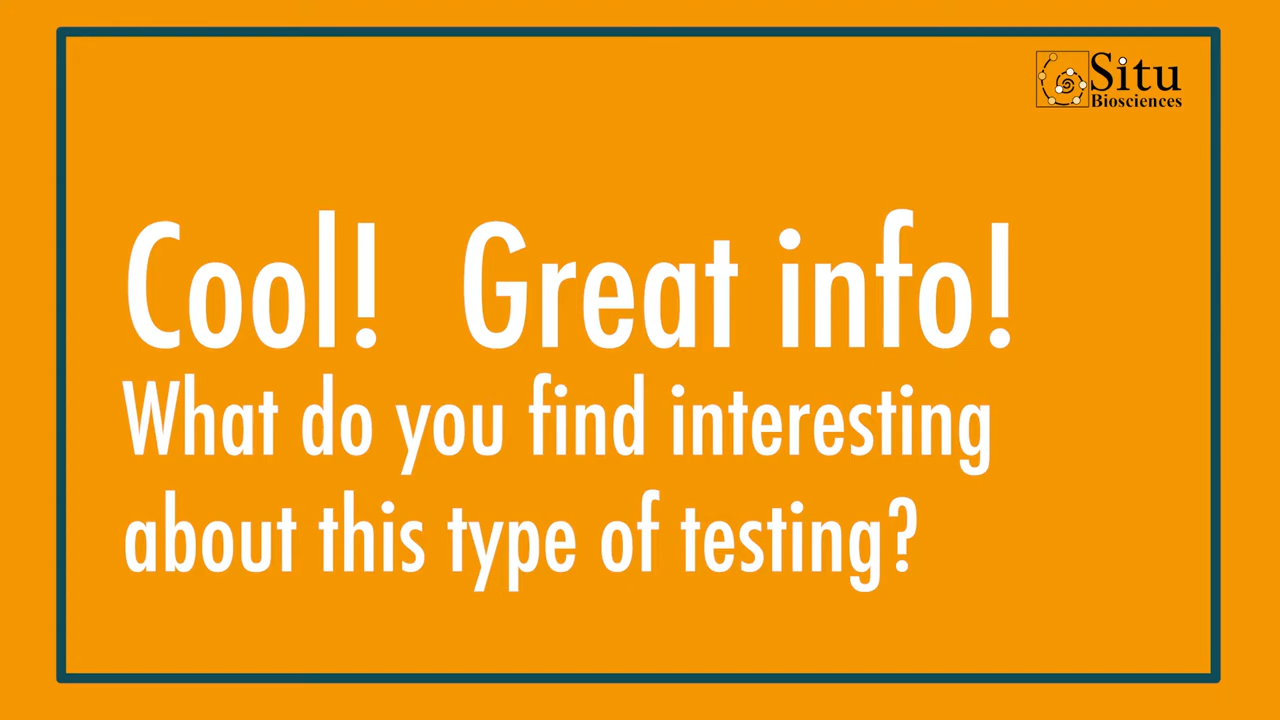 Situ
Biosciences
Cool! Great info!
What do you find interesting
about this type of testing?